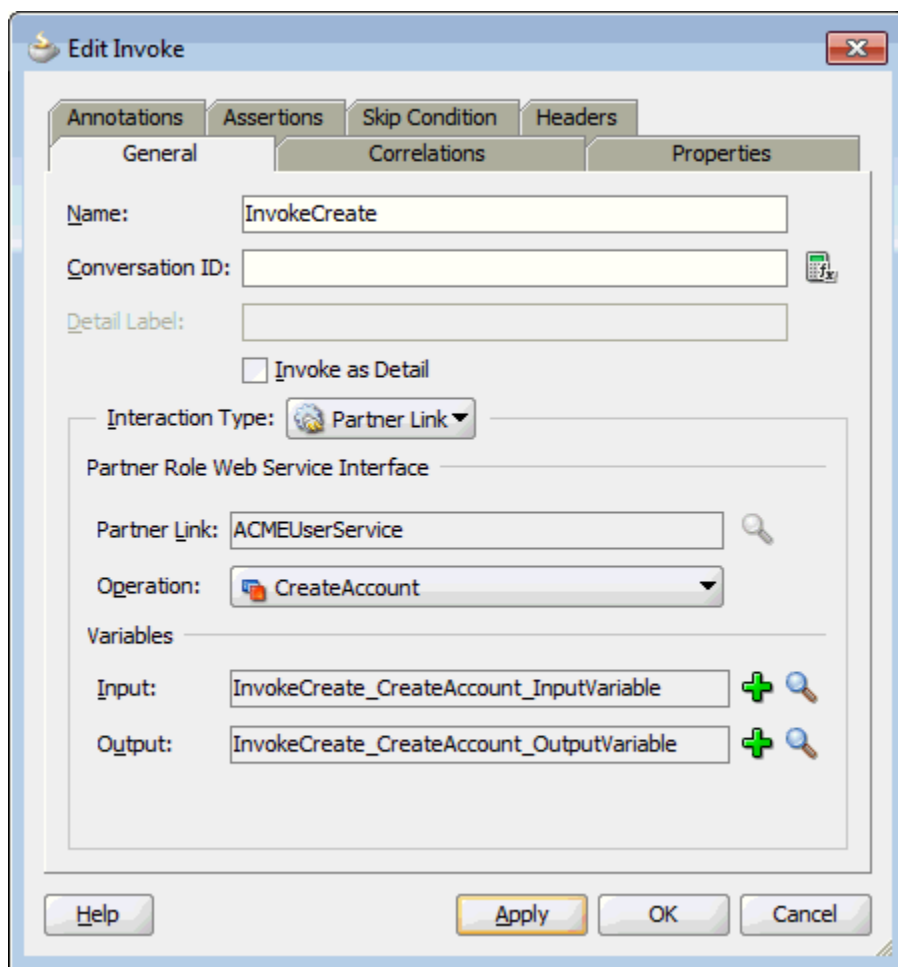 Edit Invoke
Annotations Assertions Skip Condition Headers
General Correlations Properties
Name: InvokeCreate
Conversation ID:
Detail Label:
Invoke as Detail
Interaction Type: Partner Link
Partner Role Web Service Interface
Partner Link: ACMEUserService
Operation: CreateAccount
Variables
Input: InvokeCreate_CreateAccount_InputVariable
Output: InvokeCreate_CreateAccount_OutputVariable
Help Apply OK Cancel